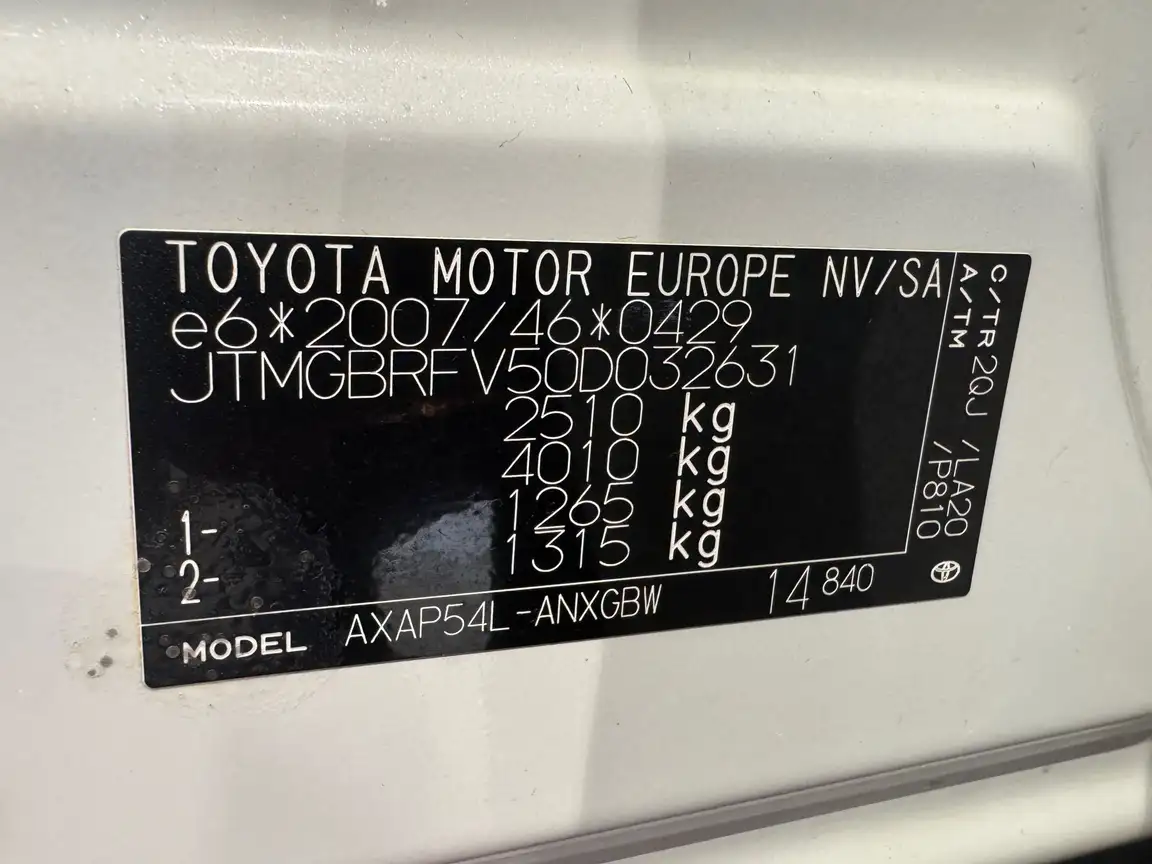 TOYOTA MOTOR EUROPE NV/SA
e6*2007/46*0429
JTMGBRFV50D032631
2510 kg
4010 kg
1- 1265 kg
2- 1315 kg
MODEL AXAP54L-ANXGBW 14 840
C/TR 2QJ /LA20
A/TM /P810